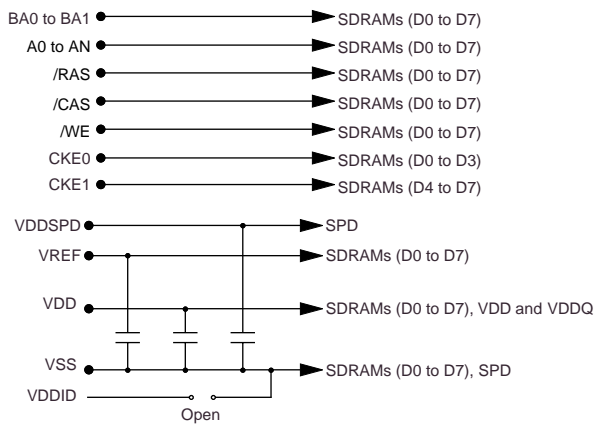 BA0 to BA1 SDRAMs (D0 to D7)
A0 to AN SDRAMs (D0 to D7)
/RAS SDRAMs (D0 to D7)
/CAS SDRAMs (D0 to D7)
/WE SDRAMs (D0 to D7)
CKE0 SDRAMs (D0 to D3)
CKE1 SDRAMs (D4 to D7)
VDDSPD SPD
VREF SDRAMs (D0 to D7)
VDD SDRAMs (D0 to D7), VDD and VDDQ
VSS SDRAMs (D0 to D7), SPD
VDDID
Open